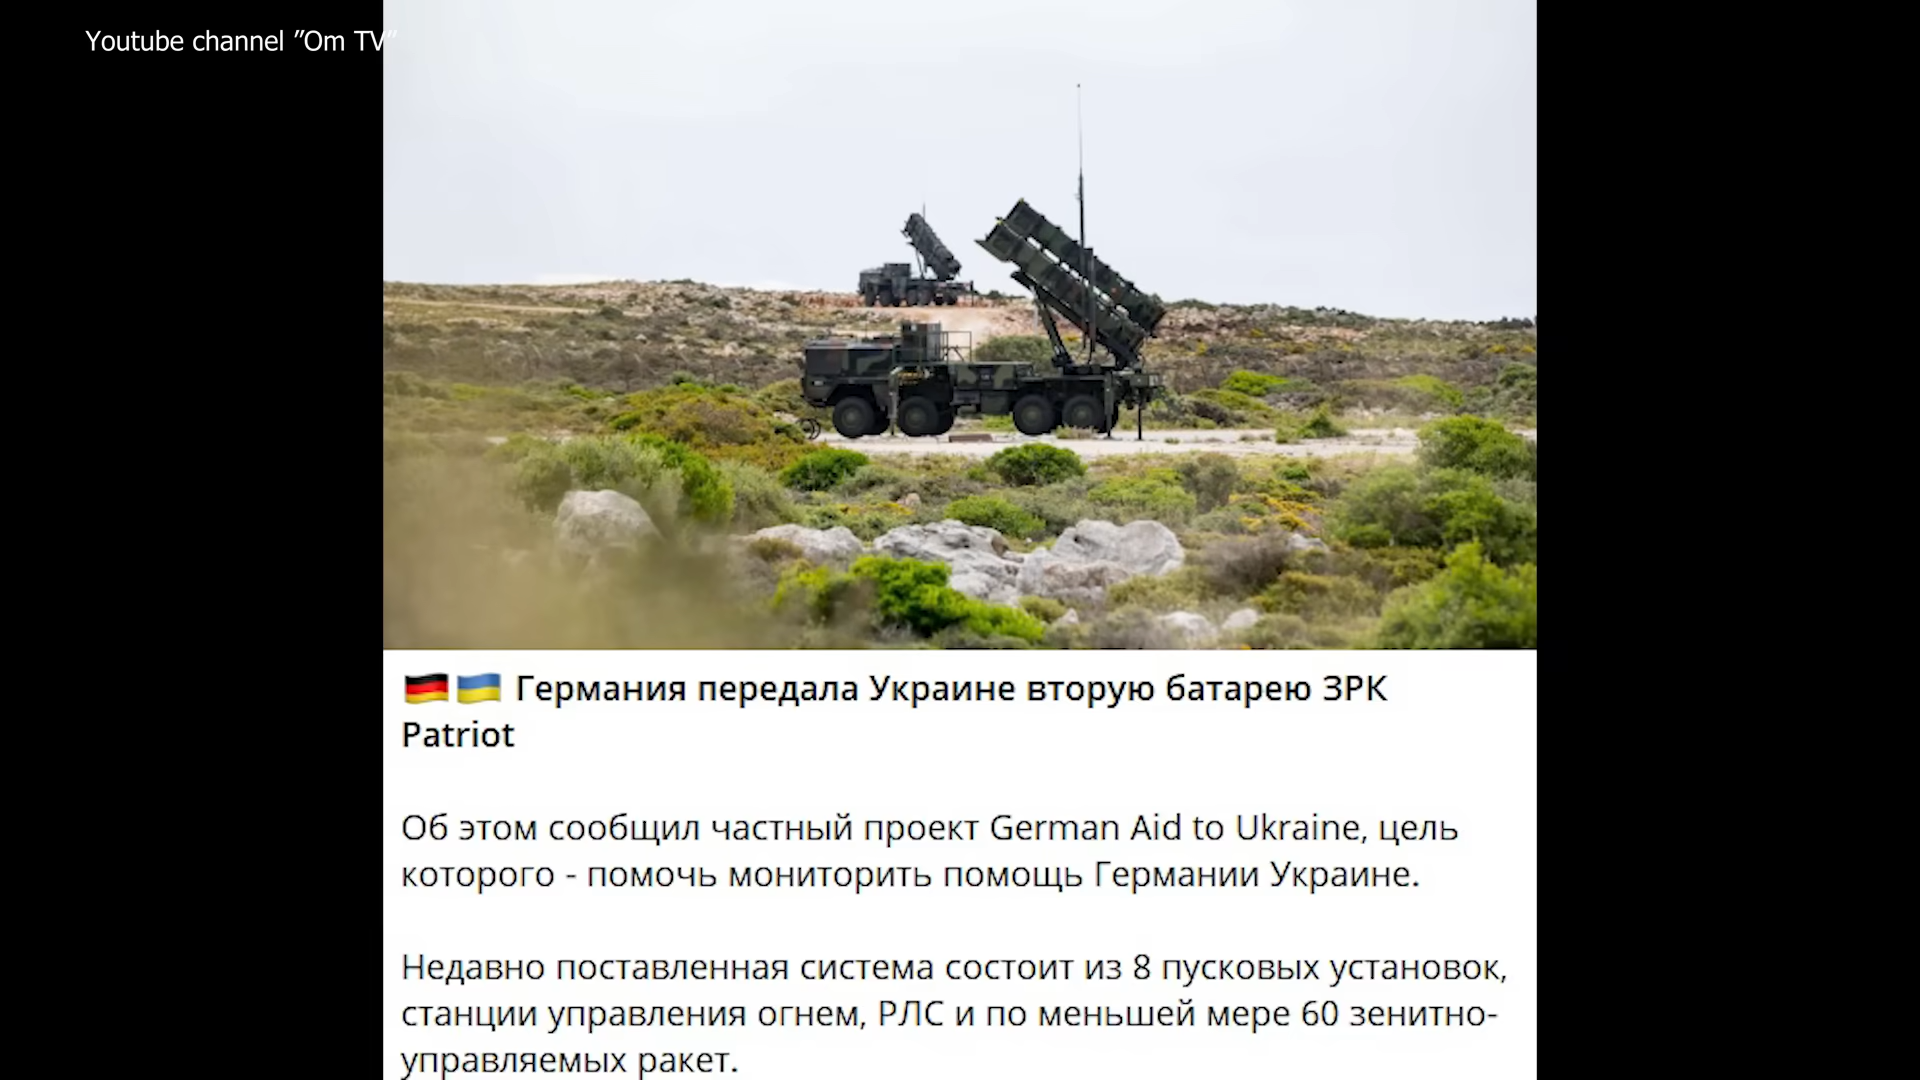 Youtube channel ”Om TV”
🇩🇪🇺🇦 Германия передала Украине вторую батарею ЗРК
Patriot
Об этом сообщил частный проект German Aid to Ukraine, цель
которого - помочь мониторить помощь Германии Украине.
Недавно поставленная система состоит из 8 пусковых установок,
станции управления огнем, РЛС и по меньшей мере 60 зенитно-
управляемых ракет.